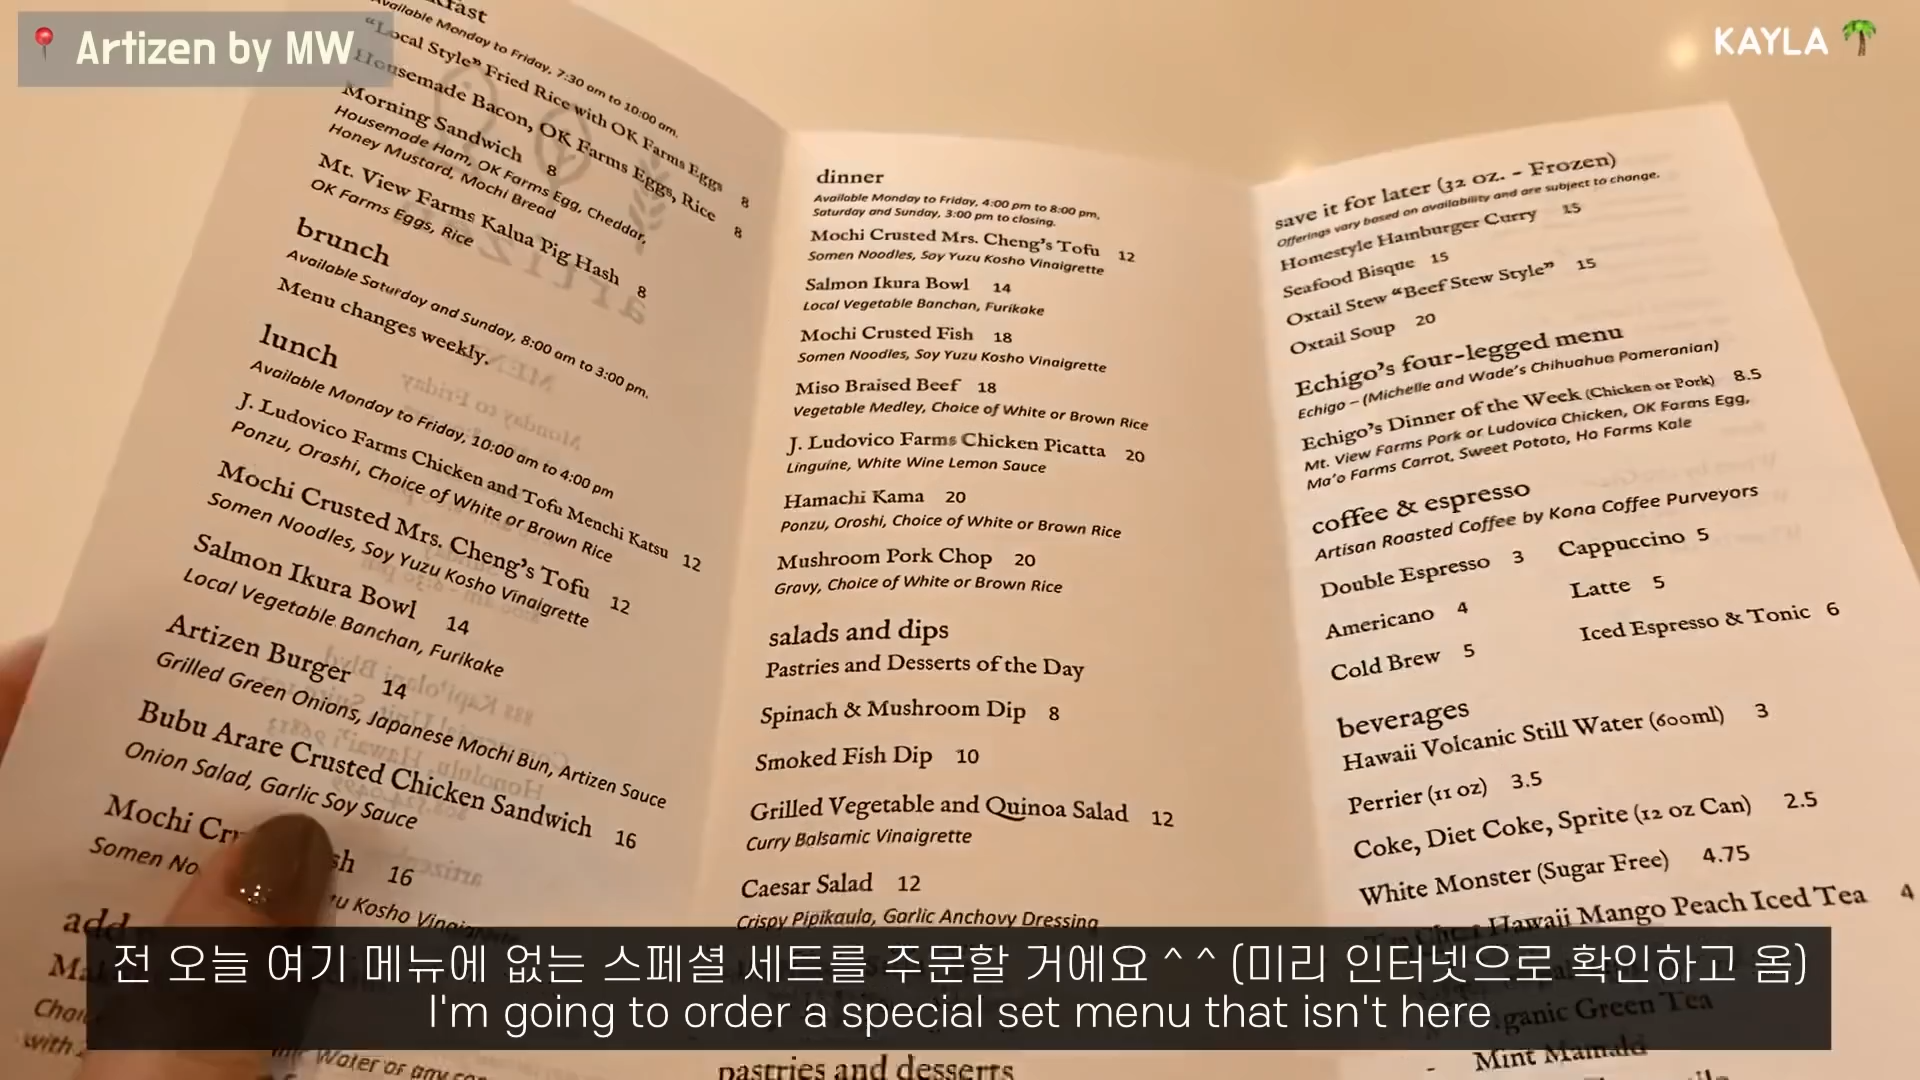 Artizen by MW
KAYLA
Available Monday to Friday, 7:30 am to 10:00 am.
"Local Style" Fried Rice with OK Farms Eggs 8
Housemade Bacon, OK Farms Eggs, Rice 8
Morning Sandwich 8
Housemade Ham, OK Farms Egg, Cheddar,
Honey Mustard, Mochi Bread
Mt. View Farms Kalua Pig Hash 8
OK Farms Eggs, Rice
brunch
Available Saturday and Sunday, 8:00 am to 3:00 pm.
Menu changes weekly.
lunch
Available Monday to Friday, 10:00 am to 4:00 pm
J. Ludovico Farms Chicken and Tofu Menchi Katsu 12
Ponzu, Oroshi, Choice of White or Brown Rice
Mochi Crusted Mrs. Cheng's Tofu 12
Somen Noodles, Soy Yuzu Kosho Vinaigrette
Salmon Ikura Bowl 14
Local Vegetable Banchan, Furikake
Artizen Burger 14
Grilled Green Onions, Japanese Mochi Bun, Artizen Sauce
Bubu Arare Crusted Chicken Sandwich 16
Onion Salad, Garlic Soy Sauce
Mochi 16
Somen Kosho
add
dinner
Available Monday to Friday, 4:00 pm to 8:00 pm,
Saturday and Sunday, 3:00 pm to closing.
Mochi Crusted Mrs. Cheng's Tofu 12
Somen Noodles, Soy Yuzu Kosho Vinaigrette
Salmon Ikura Bowl 14
Local Vegetable Banchan, Furikake
Mochi Crusted Fish 18
Somen Noodles, Soy Yuzu Kosho Vinaigrette
Miso Braised Beef 18
Vegetable Medley, Choice of White or Brown Rice
J. Ludovico Farms Chicken Picatta 20
Linguine, White Wine Lemon Sauce
Hamachi Kama 20
Ponzu, Oroshi, Choice of White or Brown Rice
Mushroom Pork Chop 20
Gravy, Choice of White or Brown Rice
salads and dips
Pastries and Desserts of the Day
Spinach & Mushroom Dip 8
Smoked Fish Dip 10
Grilled Vegetable and Quinoa Salad 12
Curry Balsamic Vinaigrette
Caesar Salad 12
Crispy Pipikaula, Garlic Anchovy Dressing
pastries and desserts
save it for later (32 oz. - Frozen)
Offerings vary based on availability and are subject to change.
Homestyle Hamburger Curry 15
Seafood Bisque 15
Oxtail Stew "Beef Stew Style" 15
Oxtail Soup 20
Echigo's four-legged menu
Echigo – (Michelle and Wade's Chihuahua Pomeranian)
Echigo's Dinner of the Week (Chicken or Pork) 8.5
Mt. View Farms Pork or Ludovica Chicken, OK Farms Egg,
Ma'o Farms Carrot, Sweet Potato, Ho Farms Kale
coffee & espresso
Artisan Roasted Coffee by Kona Coffee Purveyors
Double Espresso 3 Cappuccino 5
Americano 4 Latte 5
Cold Brew 5 Iced Espresso & Tonic 6
beverages
Hawaii Volcanic Still Water (600ml) 3
Perrier (11 oz) 3.5
Coke, Diet Coke, Sprite (12 oz Can) 2.5
White Monster (Sugar Free) 4.75
Hawaii Mango Peach Iced Tea 4
Green Tea
Mint Mamaki
전 오늘 여기 메뉴에 없는 스페셜 세트를 주문할 거에요 ^ ^ (미리 인터넷으로 확인하고 옴)
I'm going to order a special set menu that isn't here